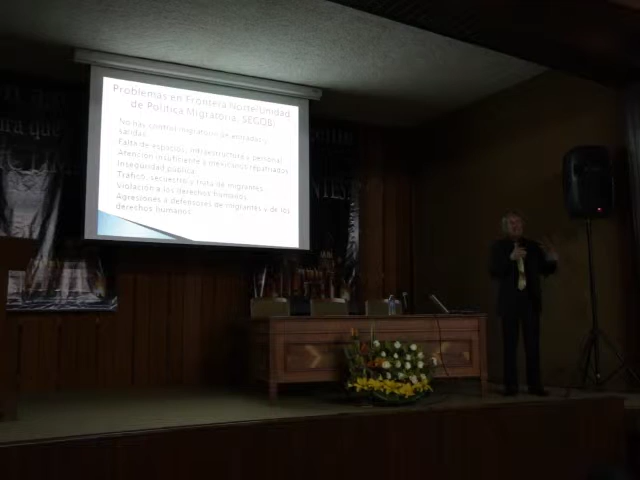 Problemas en Frontera Norte/Unidad
de Política Migratoria, SEGOB:
No hay control migratorio de entradas y
salidas.
Falta de espacios, infraestructura y personal.
Atención insuficiente a mexicanos repatriados.
Inseguridad pública.
Tráfico, secuestro y trata de migrantes.
Violación a los derechos humanos.
Agresiones a defensores de migrantes y de los
derechos humanos.